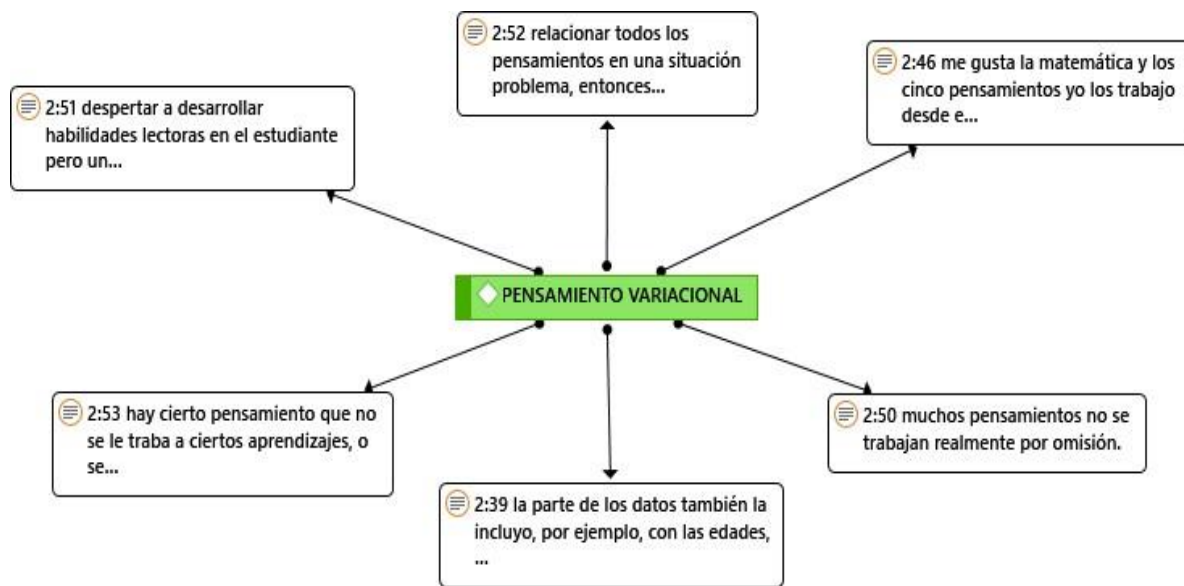 2:52 relacionar todos los
pensamientos en una situación
problema, entonces...
2:46 me gusta la matemática y los
cinco pensamientos yo los trabajo
desde e...
2:51 despertar a desarrollar
habilidades lectoras en el estudiante
pero un...
PENSAMIENTO VARIACIONAL
2:53 hay cierto pensamiento que no
se le traba a ciertos aprendizajes, o
se...
2:50 muchos pensamientos no se
trabajan realmente por omisión.
2:39 la parte de los datos también la
incluyo, por ejemplo, con las edades,
...